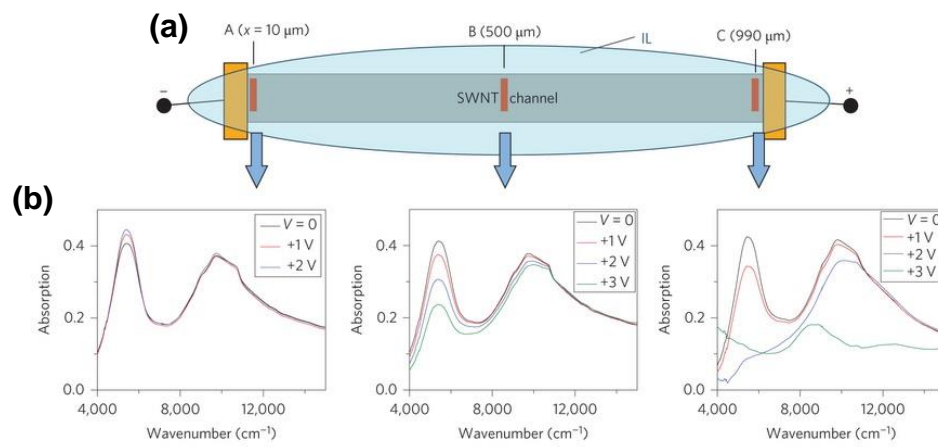 (a)
A (x = 10 µm)
B (500 µm)
IL
C (990 µm)
–
SWNT channel
+
(b)
Absorption
0.4
0.2
0.0
V = 0
+1 V
+2 V
4,000 8,000 12,000
Wavenumber (cm⁻¹)
Absorption
0.4
0.2
0.0
V = 0
+1 V
+2 V
+3 V
4,000 8,000 12,000
Wavenumber (cm⁻¹)
Absorption
0.4
0.2
0.0
V = 0
+1 V
+2 V
+3 V
4,000 8,000 12,000
Wavenumber (cm⁻¹)